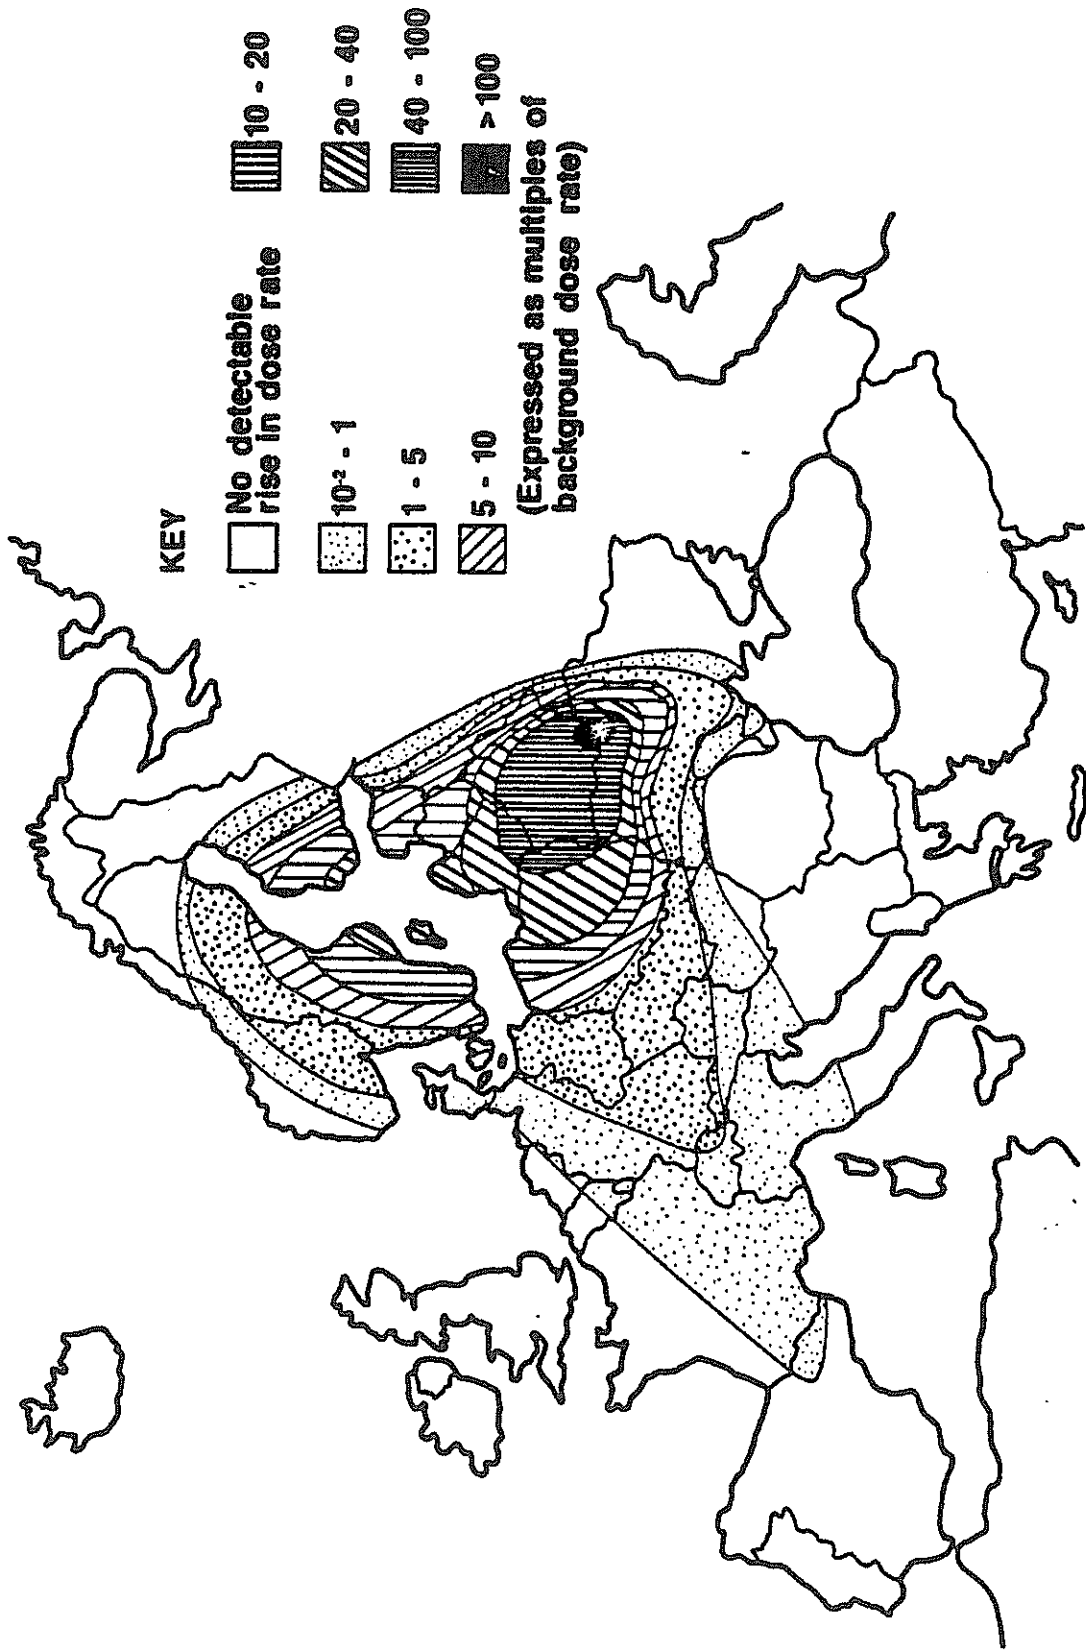 KEY
No detectable
rise in dose rate
10⁻² - 1
1 - 5
5 - 10
10 - 20
20 - 40
40 - 100
>100
(Expressed as multiples of
background dose rate)